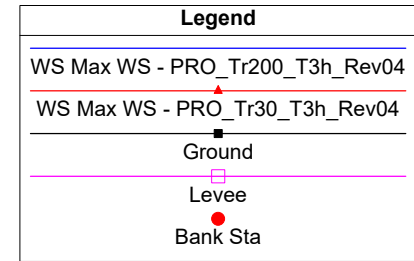 Legend
WS Max WS - PRO_Tr200_T3h_Rev04
WS Max WS - PRO_Tr30_T3h_Rev04
Ground
Levee
Bank Sta